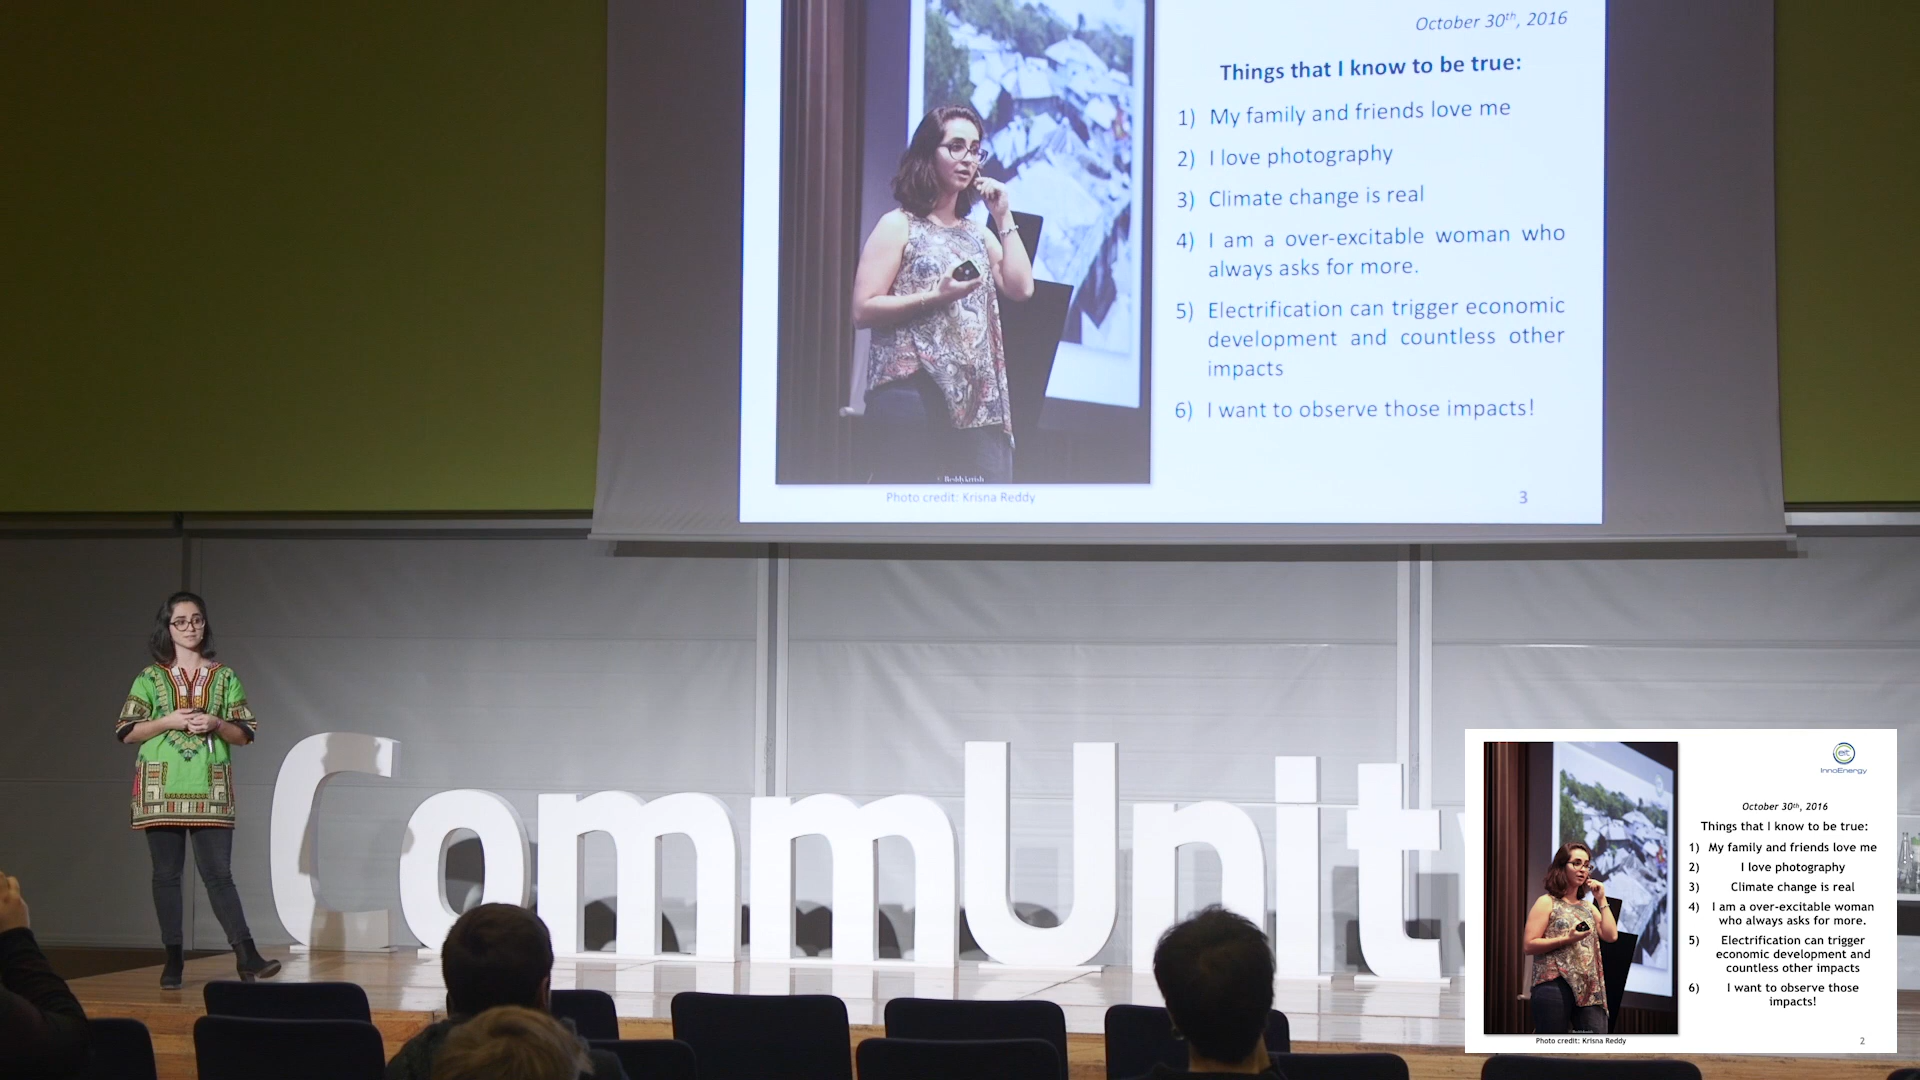 October 30th, 2016
Things that I know to be true:
1) My family and friends love me
2) I love photography
3) Climate change is real
4) I am a over-excitable woman who
always asks for more.
5) Electrification can trigger economic
development and countless other
impacts
6) I want to observe those impacts!
Photo credit: Krisna Reddy
3
CommUnity
InnoEnergy
October 30th, 2016
Things that I know to be true:
1) My family and friends love me
2) I love photography
3) Climate change is real
4) I am a over-excitable woman
who always asks for more.
5) Electrification can trigger
economic development and
countless other impacts
6) I want to observe those
impacts!
Photo credit: Krisna Reddy
2